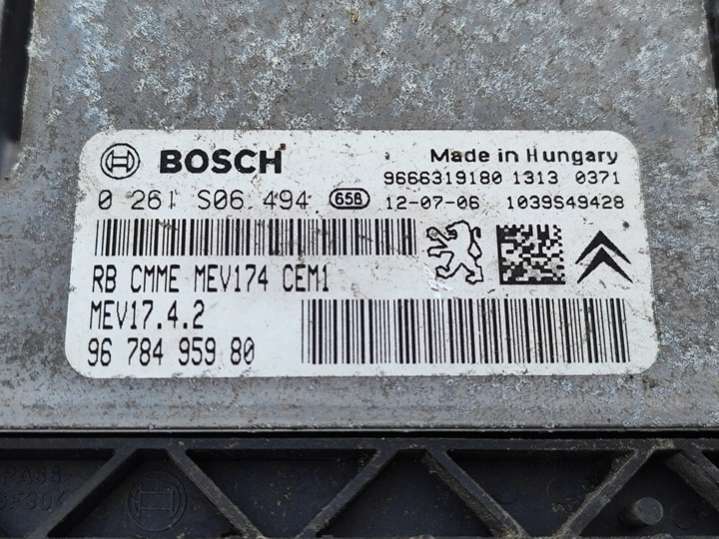 BOSCH
Made in Hungary
9666319180 1313 0371
0 261 S06 494 658 12-07-06 1039S49428
RB CMME MEV174 CEM1
MEV17.4.2
96 784 959 80